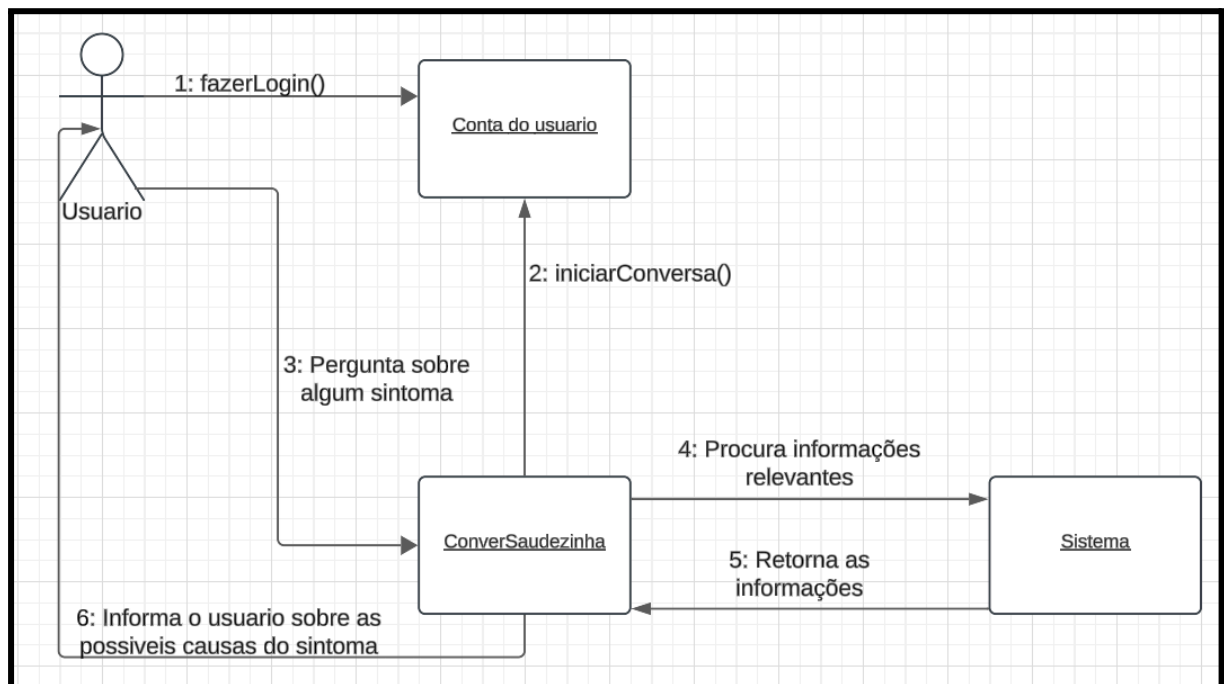 1: fazerLogin()
Conta do usuario
Usuario
2: iniciarConversa()
3: Pergunta sobre
algum sintoma
4: Procura informações
relevantes
ConverSaudezinha
Sistema
5: Retorna as
informações
6: Informa o usuario sobre as
possiveis causas do sintoma